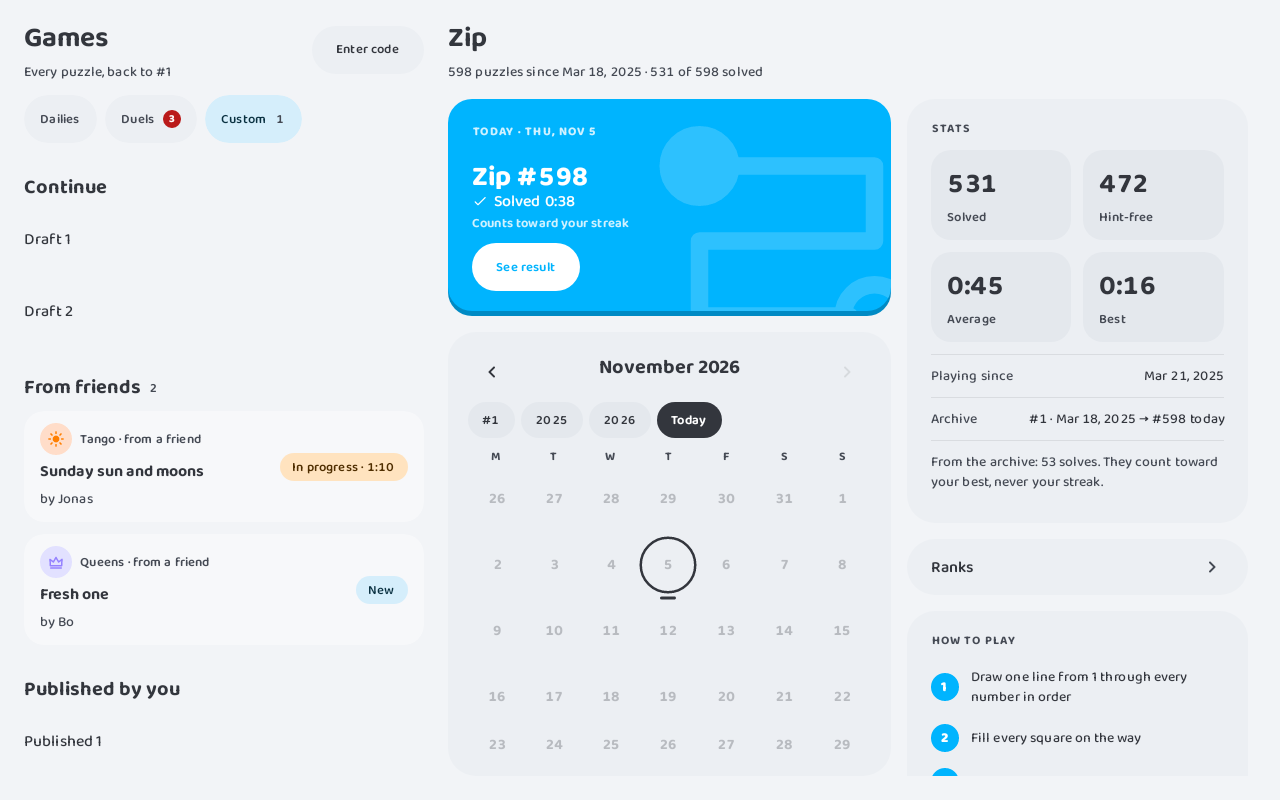 Games
Enter code
Every puzzle, back to #1
Dailies
Duels 3
Custom 1
Continue
Draft 1
Draft 2
From friends 2
Tango · from a friend
Sunday sun and moons
In progress · 1:10
by Jonas
Queens · from a friend
Fresh one
New
by Bo
Published by you
Published 1
Zip
598 puzzles since Mar 18, 2025 · 531 of 598 solved
TODAY · THU, NOV 5
Zip #598
Solved 0:38
Counts toward your streak
See result
November 2026
#1 2025 2026 Today
M T W T F S S
26 27 28 29 30 31 1
2 3 4 5 6 7 8
9 10 11 12 13 14 15
16 17 18 19 20 21 22
23 24 25 26 27 28 29
STATS
531
Solved
472
Hint-free
0:45
Average
0:16
Best
Playing since Mar 21, 2025
Archive #1 · Mar 18, 2025 → #598 today
From the archive: 53 solves. They count toward
your best, never your streak.
Ranks
HOW TO PLAY
1 Draw one line from 1 through every
number in order
2 Fill every square on the way